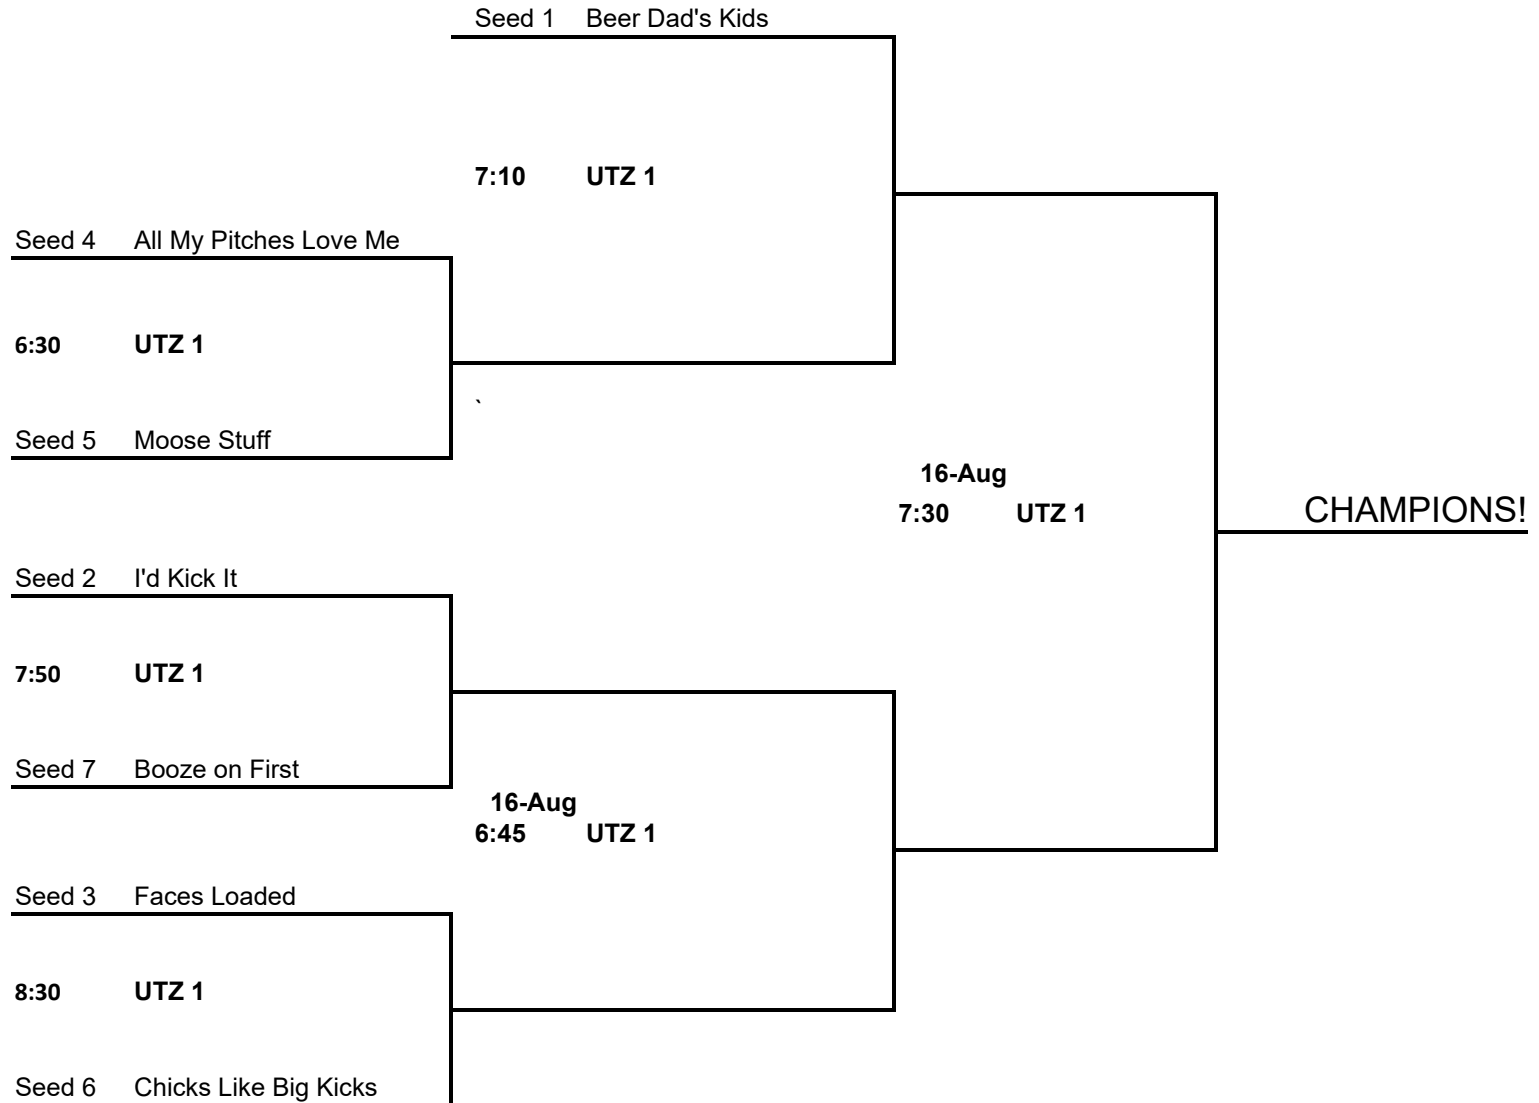 Seed 1 Beer Dad's Kids
7:10 UTZ 1
Seed 4 All My Pitches Love Me
6:30 UTZ 1
`
Seed 5 Moose Stuff
16-Aug
7:30 UTZ 1
CHAMPIONS!
Seed 2 I'd Kick It
7:50 UTZ 1
Seed 7 Booze on First
16-Aug
6:45 UTZ 1
Seed 3 Faces Loaded
8:30 UTZ 1
Seed 6 Chicks Like Big Kicks